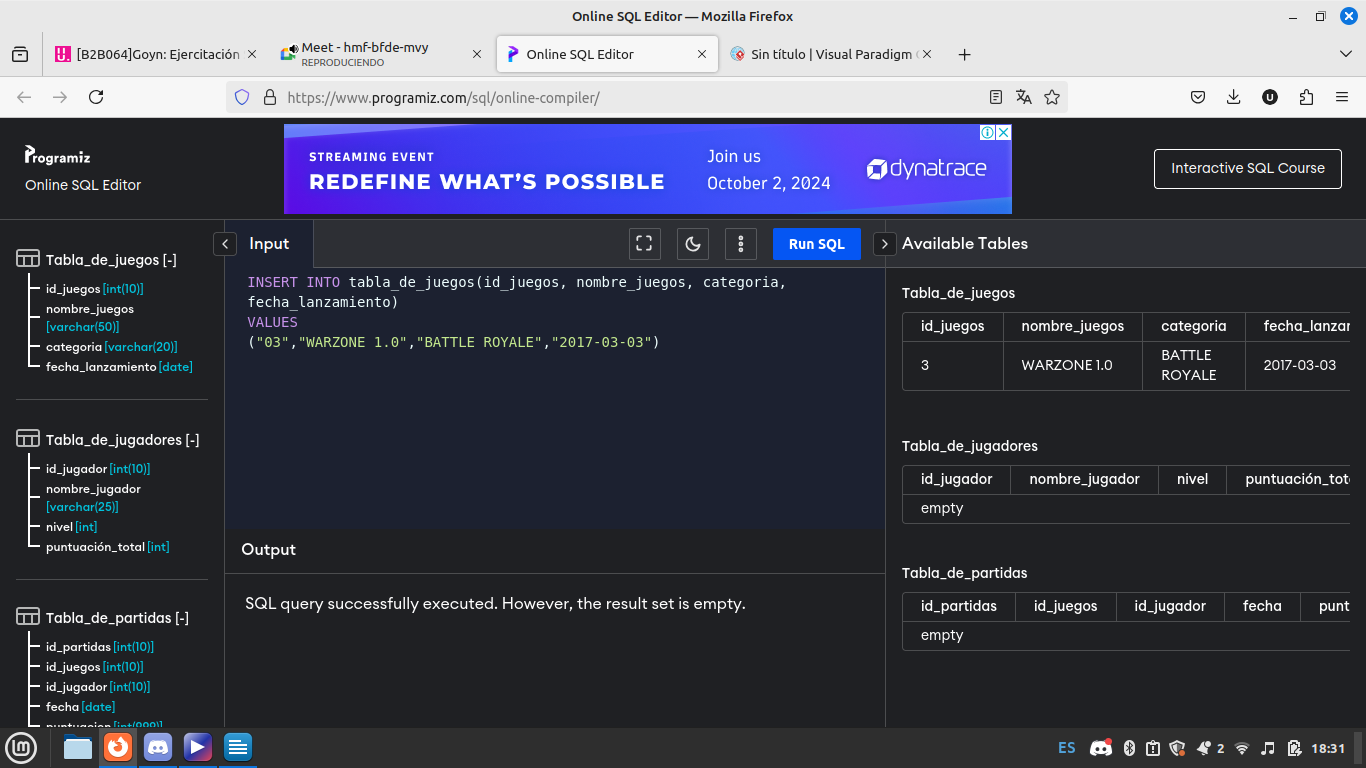 Online SQL Editor — Mozilla Firefox
[B2B064]Goyn: Ejercitación
Meet - hmf-bfde-mvy
REPRODUCIENDO
Online SQL Editor
Sin título | Visual Paradigm
https://www.programiz.com/sql/online-compiler/
Programiz
Online SQL Editor
STREAMING EVENT
REDEFINE WHAT'S POSSIBLE
Join us
October 2, 2024
dynatrace
Interactive SQL Course
Tabla_de_juegos [-]
id_juegos [int(10)]
nombre_juegos
[varchar(50)]
categoria [varchar(20)]
fecha_lanzamiento [date]
Tabla_de_jugadores [-]
id_jugador [int(10)]
nombre_jugador
[varchar(25)]
nivel [int]
puntuación_total [int]
Tabla_de_partidas [-]
id_partidas [int(10)]
id_juegos [int(10)]
id_jugador [int(10)]
fecha [date]
puntuacion [int(999)]
Input
Run SQL
INSERT INTO tabla_de_juegos(id_juegos, nombre_juegos, categoria,
fecha_lanzamiento)
VALUES
("03","WARZONE 1.0","BATTLE ROYALE","2017-03-03")
Output
SQL query successfully executed. However, the result set is empty.
Available Tables
Tabla_de_juegos
id_juegos nombre_juegos categoria fecha_lanzar
3 WARZONE 1.0 BATTLE ROYALE 2017-03-03
Tabla_de_jugadores
id_jugador nombre_jugador nivel puntuación_tot
empty
Tabla_de_partidas
id_partidas id_juegos id_jugador fecha punt
empty
ES
2
18:31